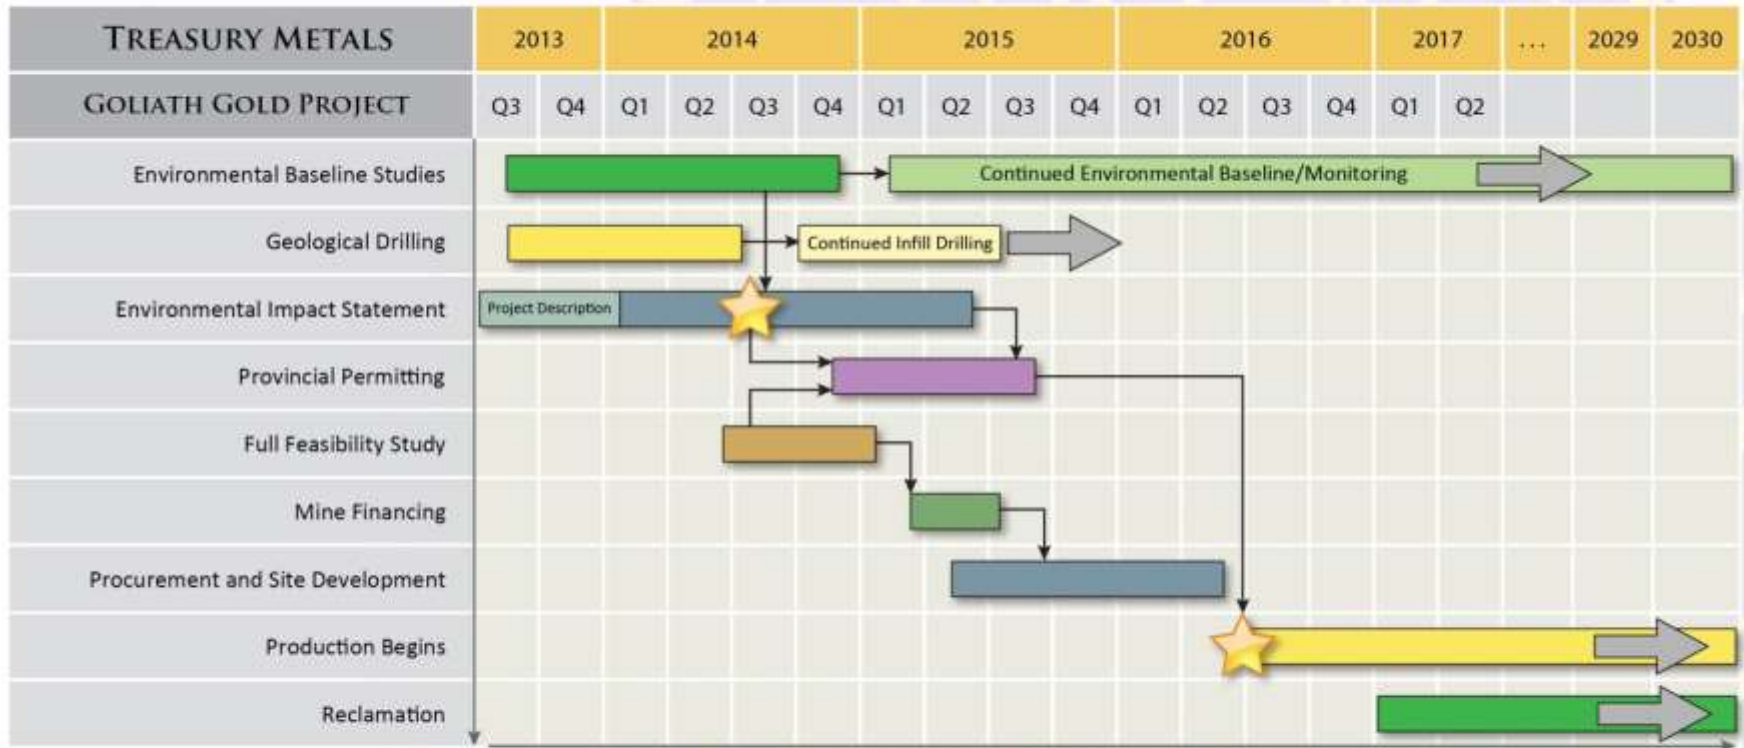 TREASURY METALS 2013 2014 2015 2016 2017 ... 2029 2030
GOLIATH GOLD PROJECT Q3 Q4 Q1 Q2 Q3 Q4 Q1 Q2 Q3 Q4 Q1 Q2 Q3 Q4 Q1 Q2
Environmental Baseline Studies Continued Environmental Baseline/Monitoring
Geological Drilling Continued Infill Drilling
Environmental Impact Statement Project Description
Provincial Permitting
Full Feasibility Study
Mine Financing
Procurement and Site Development
Production Begins
Reclamation